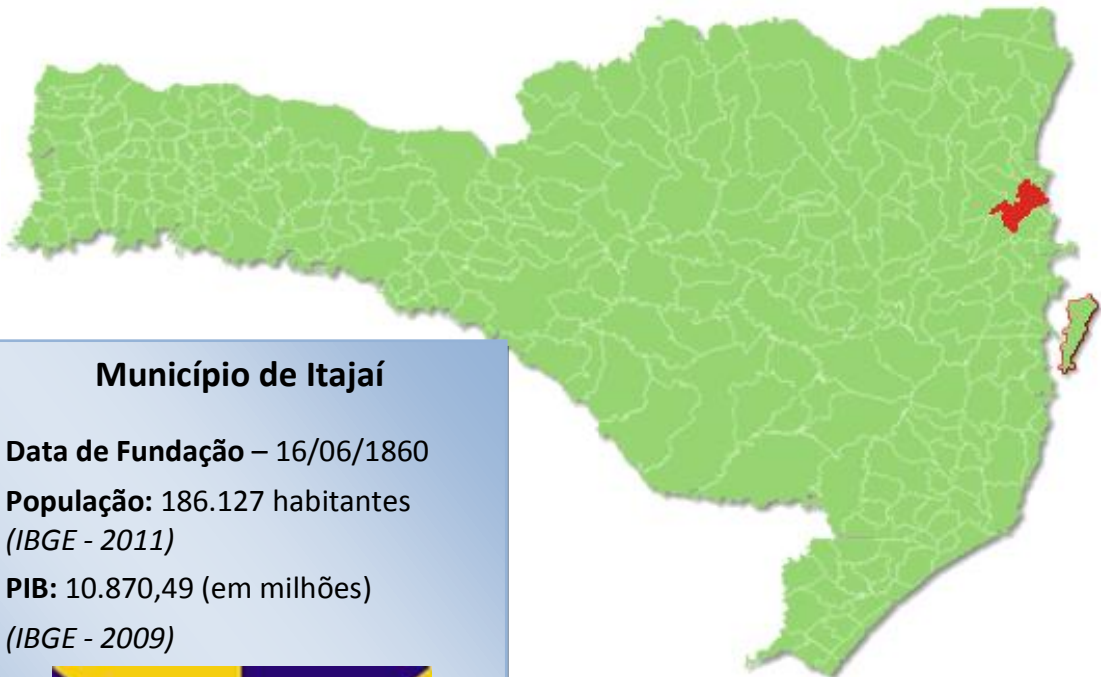 Município de Itajaí
Data de Fundação – 16/06/1860
População: 186.127 habitantes
(IBGE - 2011)
PIB: 10.870,49 (em milhões)
(IBGE - 2009)